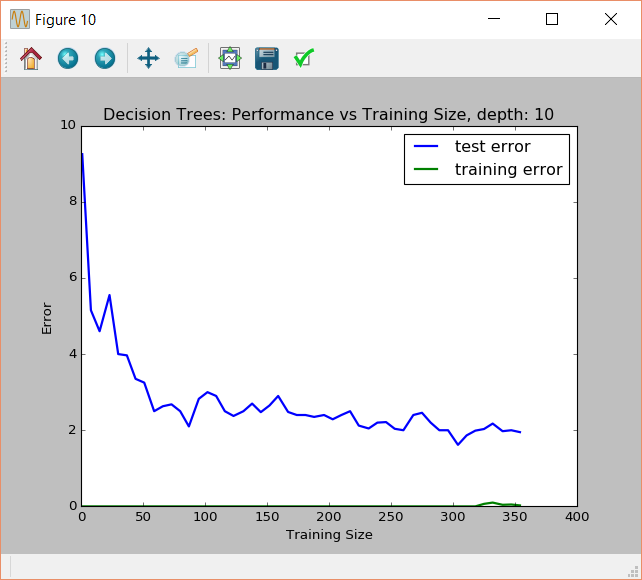 Figure 10
Decision Trees: Performance vs Training Size, depth: 10
test error
training error
10
8
6
4
2
0
Error
0 50 100 150 200 250 300 350 400
Training Size